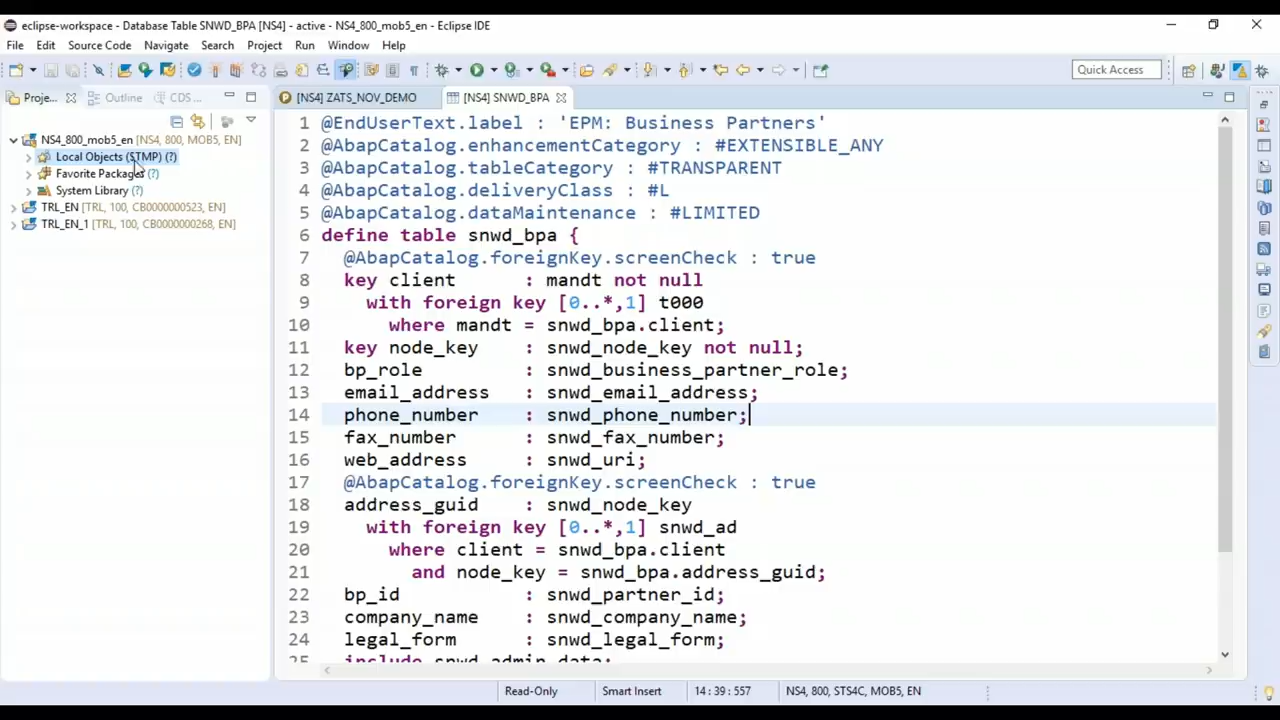 eclipse-workspace - Database Table SNWD_BPA [NS4] - active - NS4_800_mob5_en - Eclipse IDE
File Edit Source Code Navigate Search Project Run Window Help
Quick Access
Proje... Outline CDS ...
[NS4] ZATS_NOV_DEMO [NS4] SNWD_BPA
NS4_800_mob5_en [NS4, 800, MOB5, EN]
Local Objects ($TMP) (?)
Favorite Packages (?)
System Library (?)
TRL_EN [TRL, 100, CB0000000523, EN]
TRL_EN_1 [TRL, 100, CB0000000268, EN]
1 @EndUserText.label : 'EPM: Business Partners'
2 @AbapCatalog.enhancementCategory : #EXTENSIBLE_ANY
3 @AbapCatalog.tableCategory : #TRANSPARENT
4 @AbapCatalog.deliveryClass : #L
5 @AbapCatalog.dataMaintenance : #LIMITED
6 define table snwd_bpa {
7 @AbapCatalog.foreignKey.screenCheck : true
8 key client : mandt not null
9 with foreign key [0..*,1] t000
10 where mandt = snwd_bpa.client;
11 key node_key : snwd_node_key not null;
12 bp_role : snwd_business_partner_role;
13 email_address : snwd_email_address;
14 phone_number : snwd_phone_number;
15 fax_number : snwd_fax_number;
16 web_address : snwd_uri;
17 @AbapCatalog.foreignKey.screenCheck : true
18 address_guid : snwd_node_key
19 with foreign key [0..*,1] snwd_ad
20 where client = snwd_bpa.client
21 and node_key = snwd_bpa.address_guid;
22 bp_id : snwd_partner_id;
23 company_name : snwd_company_name;
24 legal_form : snwd_legal_form;
25 include snwd_admin_data;
Read-Only Smart Insert 14 : 39 : 557 NS4, 800, STS4C, MOB5, EN